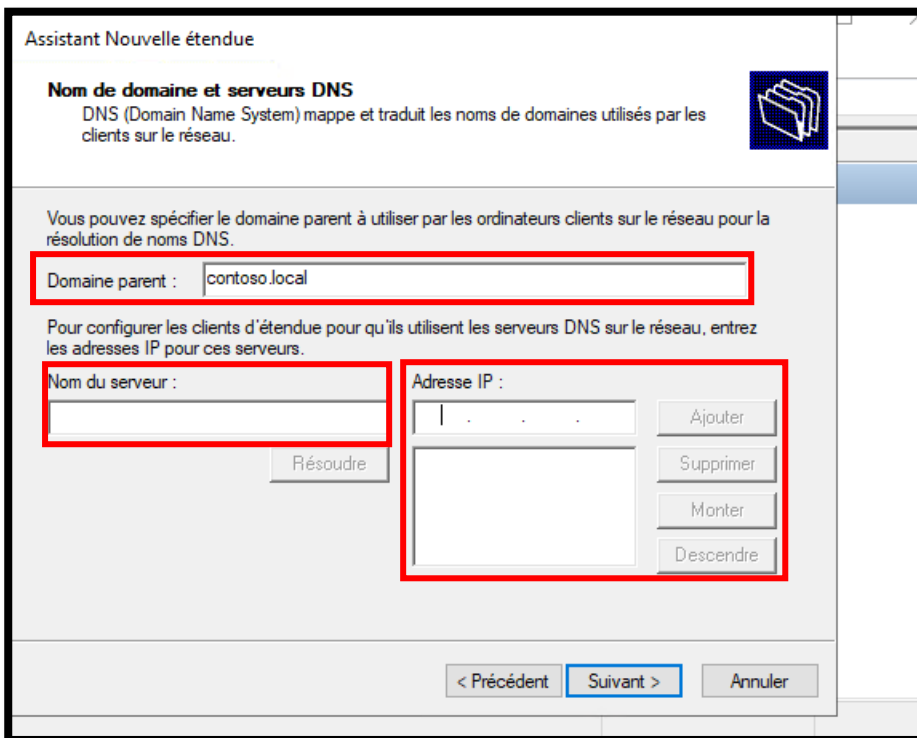 Assistant Nouvelle étendue
Nom de domaine et serveurs DNS
DNS (Domain Name System) mappe et traduit les noms de domaines utilisés par les
clients sur le réseau.
Vous pouvez spécifier le domaine parent à utiliser par les ordinateurs clients sur le réseau pour la
résolution de noms DNS.
Domaine parent : contoso.local
Pour configurer les clients d'étendue pour qu'ils utilisent les serveurs DNS sur le réseau, entrez
les adresses IP pour ces serveurs.
Nom du serveur : Adresse IP :
. . . Ajouter
Résoudre Supprimer
Monter
Descendre
< Précédent Suivant > Annuler